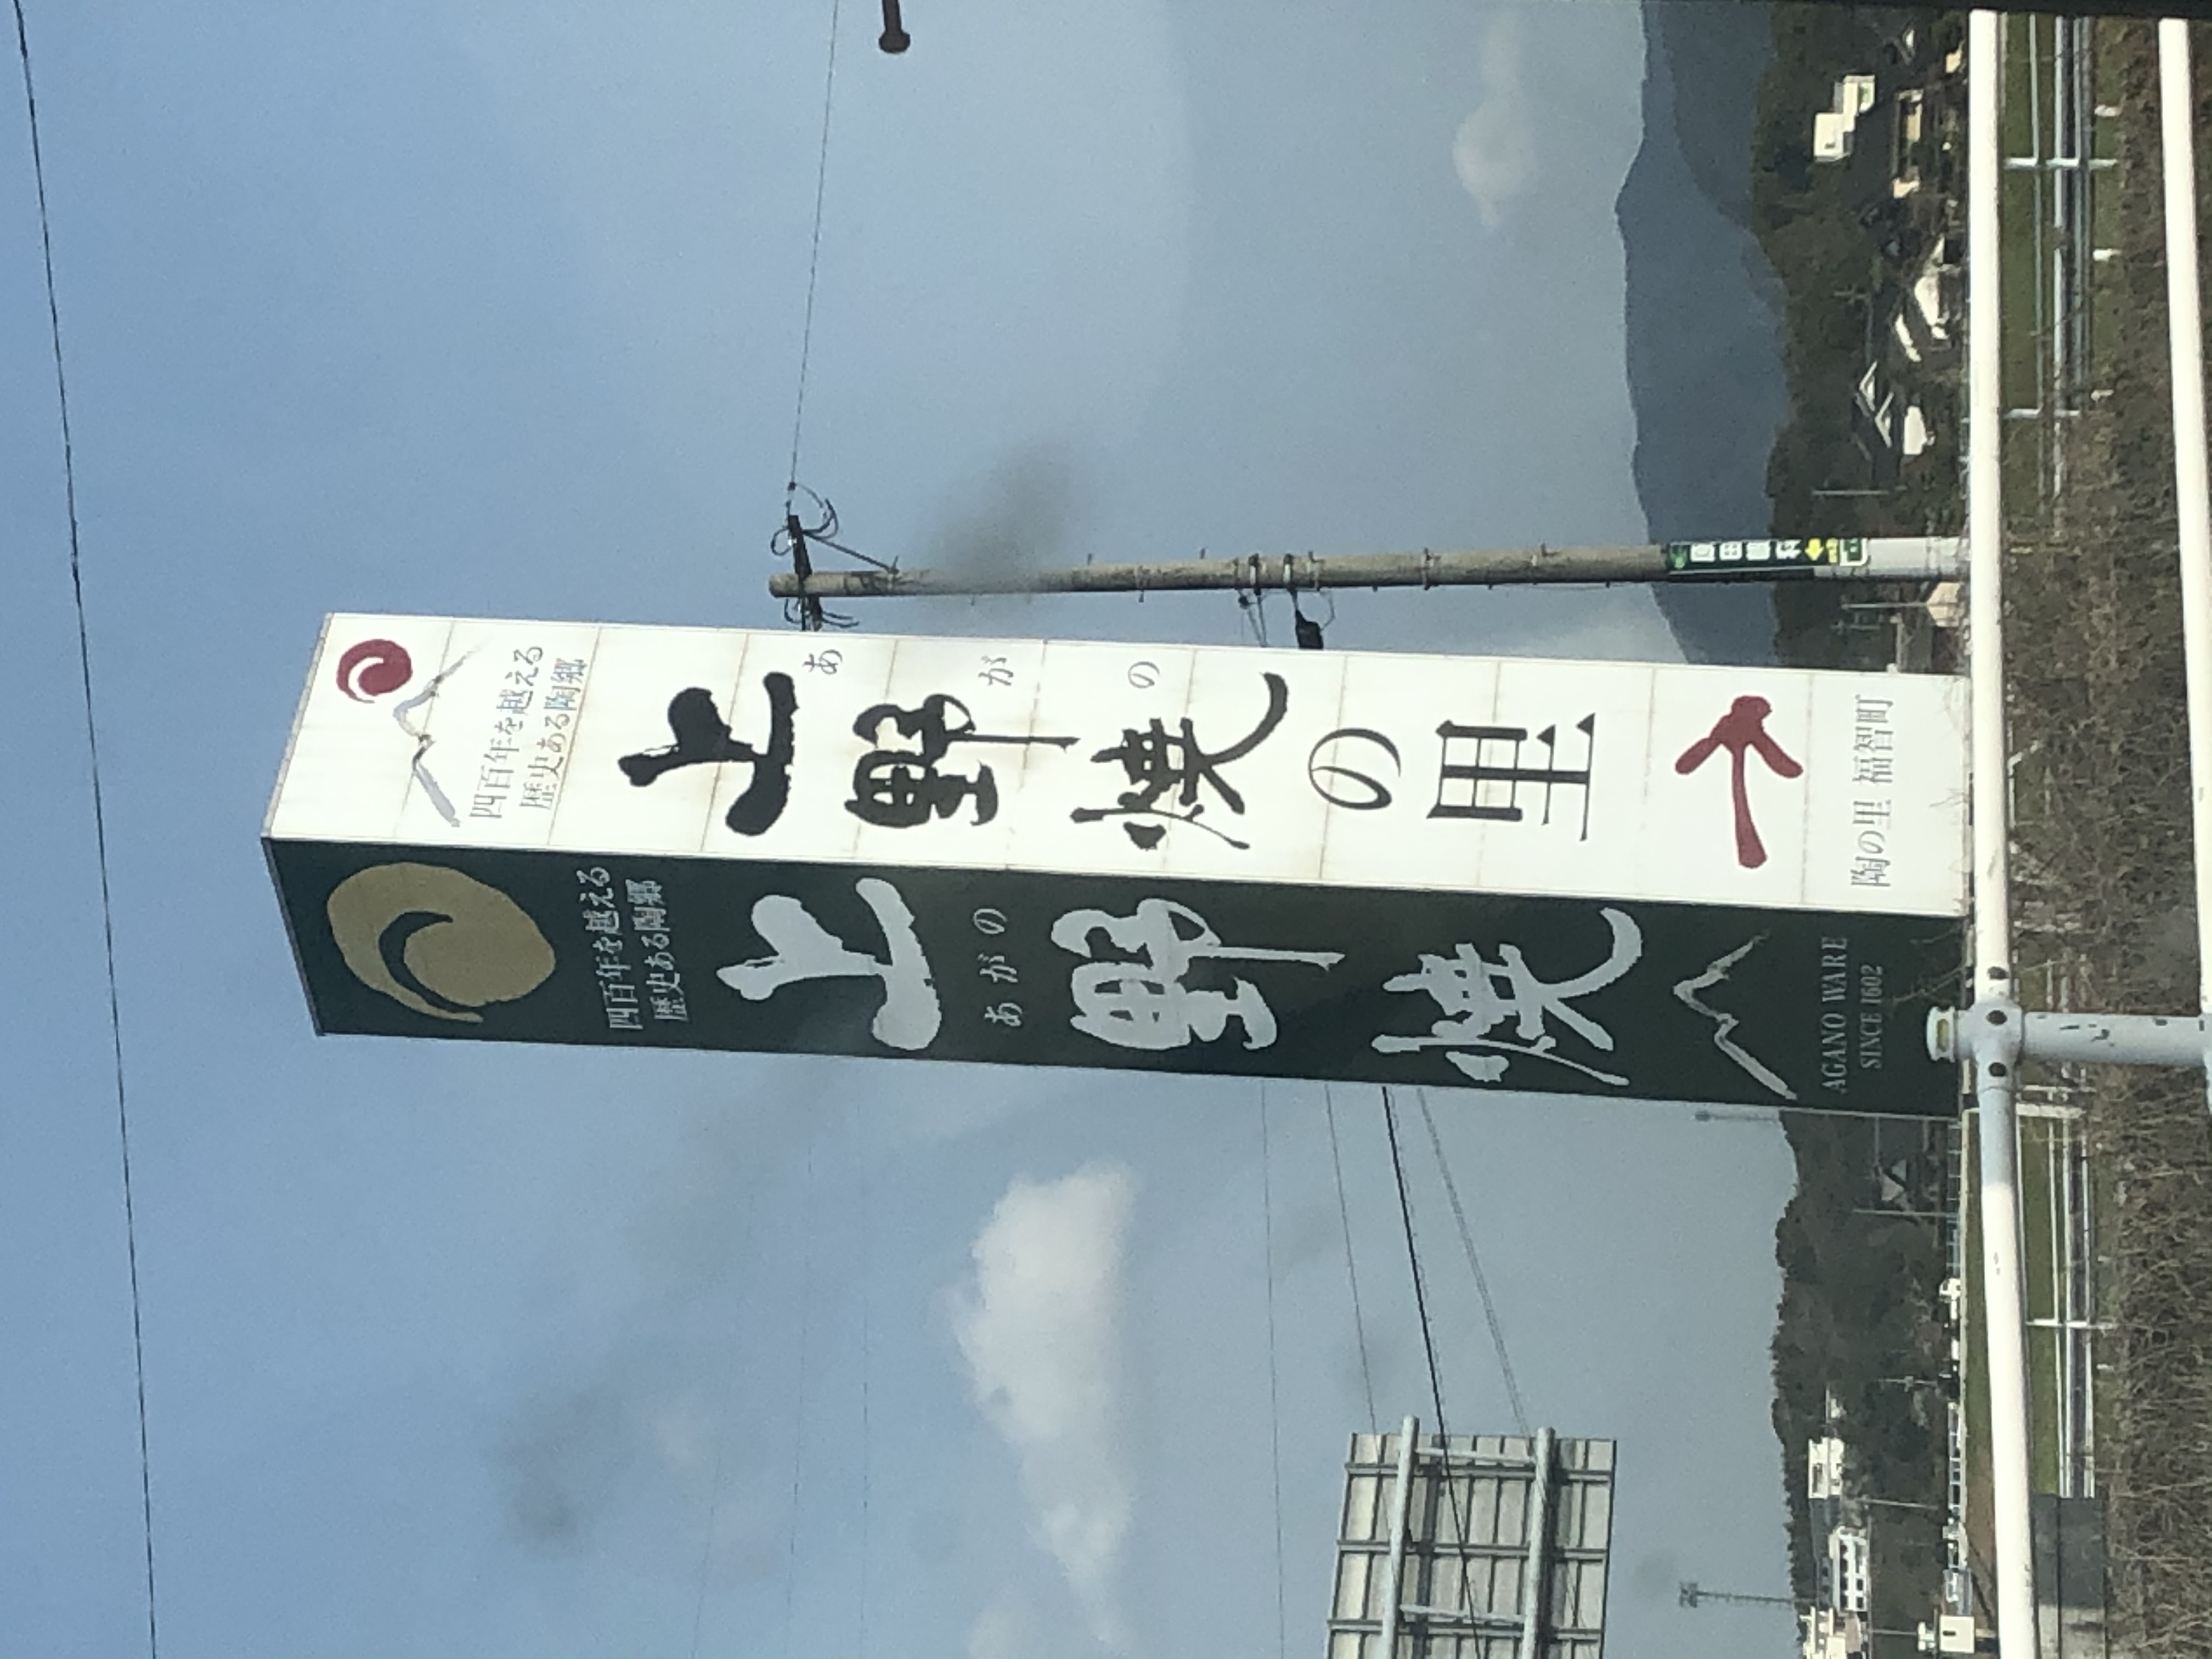 四百年を越える
歴史ある陶郷
上野焼
あがの
AGANO WARE
SINCE 1602
四百年を越える
歴史ある陶郷
上野焼の里
あがの
陶の里 福智町